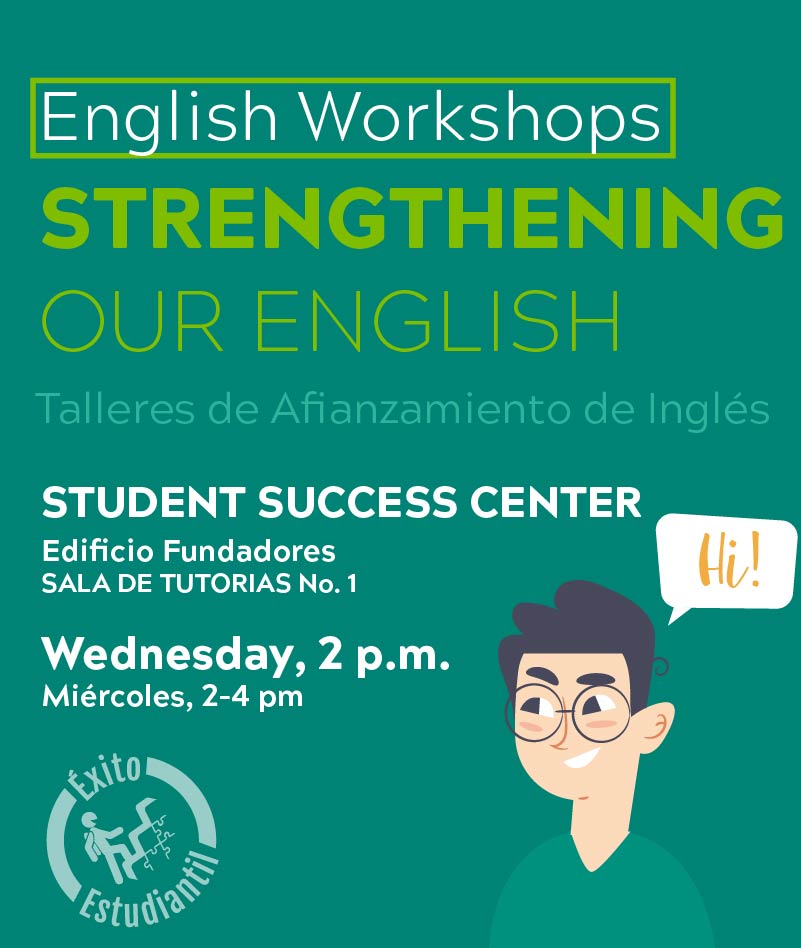 English Workshops
STRENGTHENING
OUR ENGLISH
Talleres de Afianzamiento de Inglés
STUDENT SUCCESS CENTER
Edificio Fundadores
SALA DE TUTORIAS No. 1
Hi!
Wednesday, 2 p.m.
Miércoles, 2-4 pm
Éxito
Estudiantil